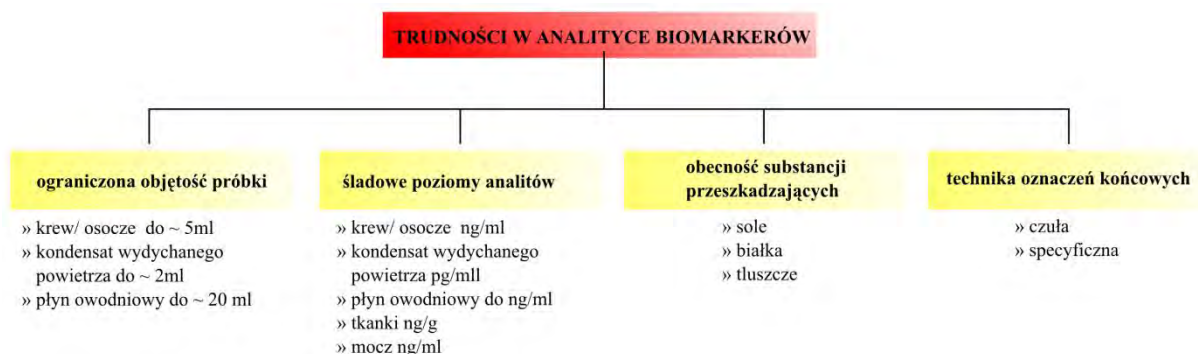 TRUDNOŚCI W ANALITYCE BIOMARKERÓW
ograniczona objętość próbki
» krew/ osocze do ~ 5ml
» kondensat wydychanego
powietrza do ~ 2ml
» płyn owodniowy do ~ 20 ml
śladowe poziomy analitów
» krew/ osocze ng/ml
» kondensat wydychanego
powietrza pg/mll
» płyn owodniowy do ng/ml
» tkanki ng/g
» mocz ng/ml
obecność substancji
przeszkadzających
» sole
» białka
» tłuszcze
technika oznaczeń końcowych
» czuła
» specyficzna